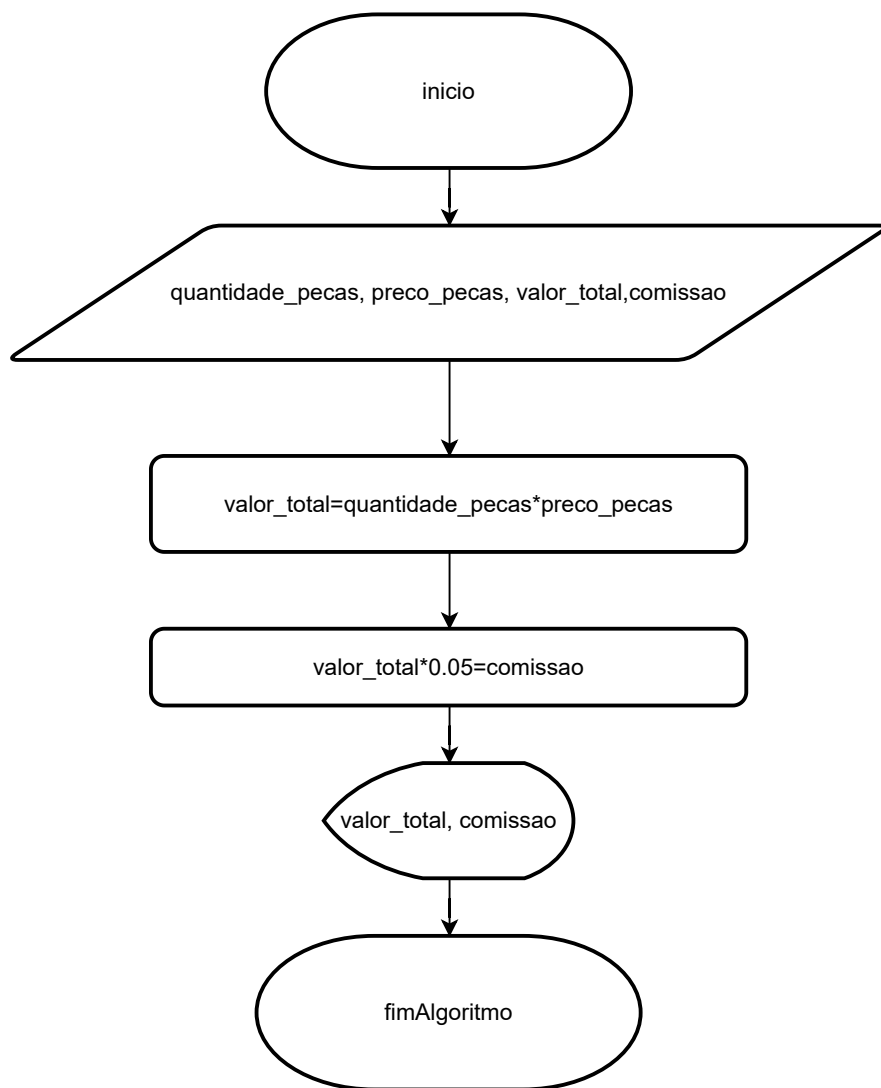 inicio
quantidade_pecas, preco_pecas, valor_total,comissao
valor_total=quantidade_pecas*preco_pecas
valor_total*0.05=comissao
valor_total, comissao
fimAlgoritmo